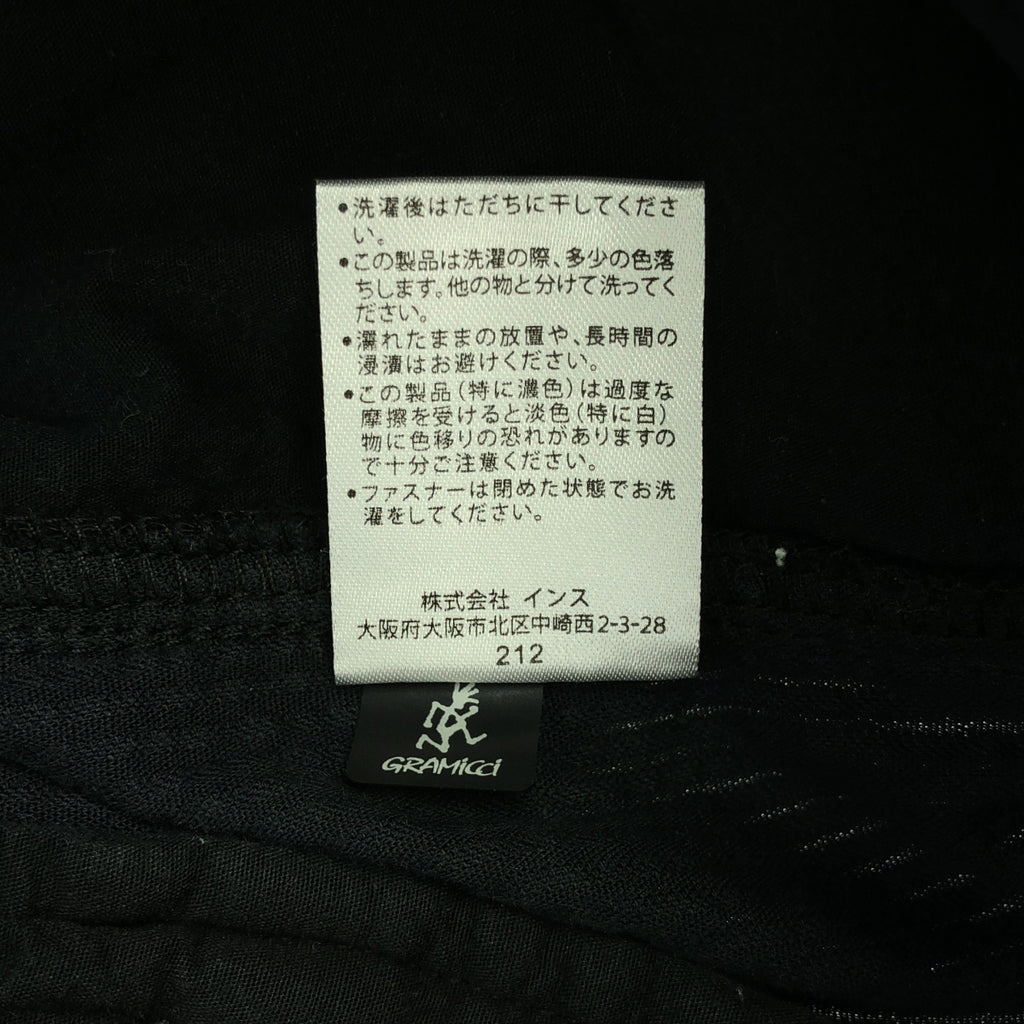 •洗濯後はただちに干してくださ
い。
•この製品は洗濯の際、多少の色落
ちします。他の物と分けて洗ってく
ださい。
•濡れたままの放置や、長時間の
浸漬はお避けください。
•この製品（特に濃色）は過度な
摩擦を受けると淡色（特に白）
物に色移りの恐れがありますの
で十分ご注意ください。
•ファスナーは閉めた状態でお洗
濯をしてください。
株式会社 インス
大阪府大阪市北区中崎西2-3-28
212
GRAMiCCi